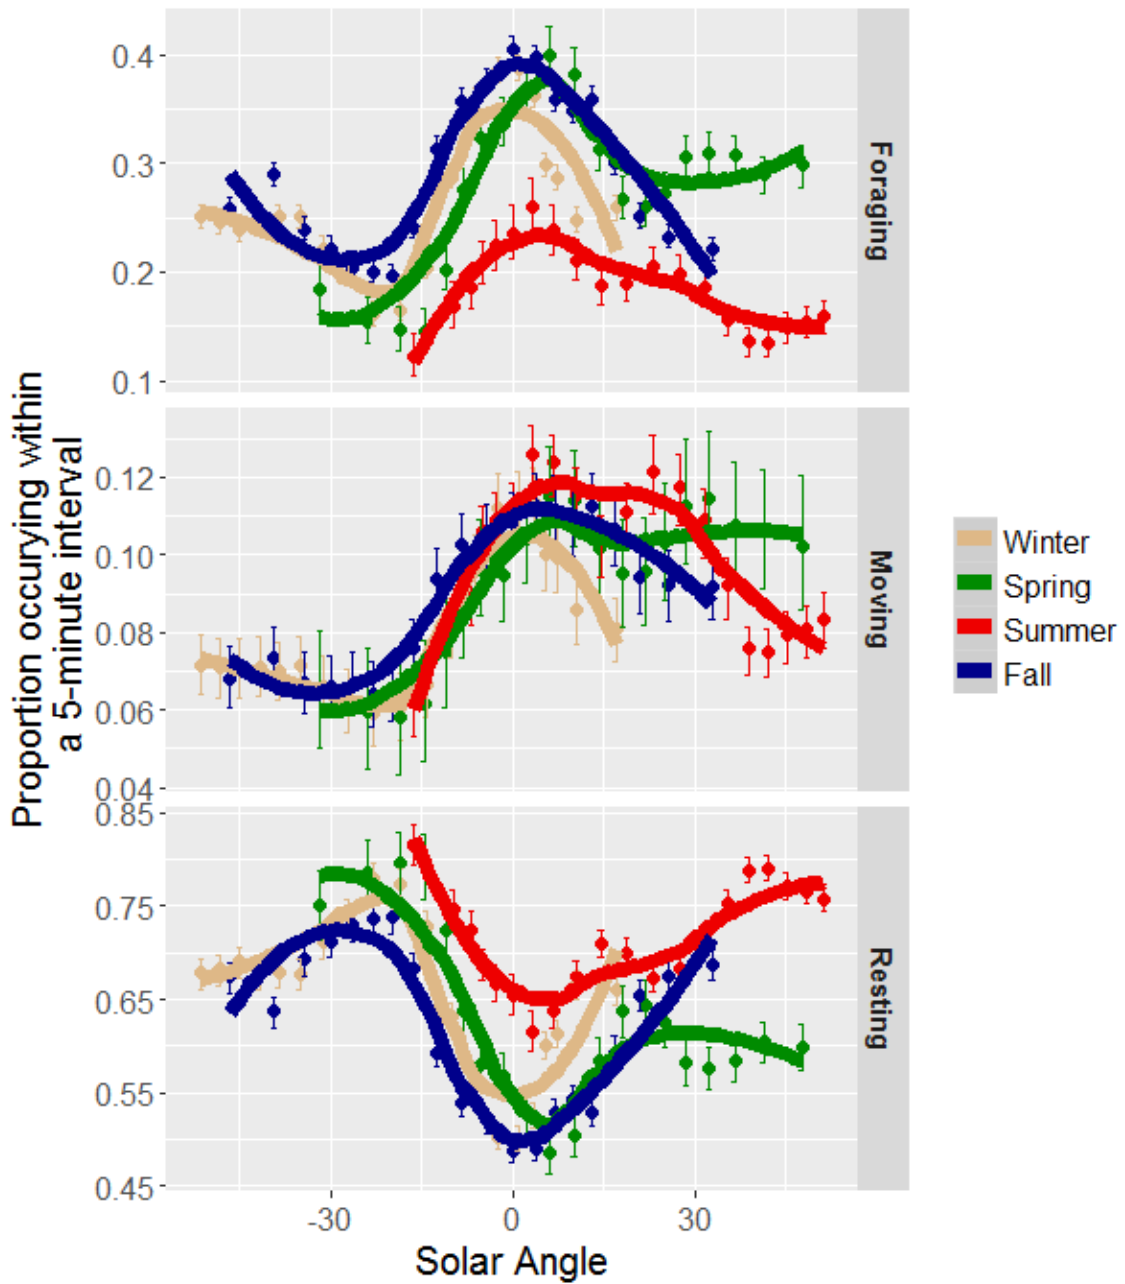 Proportion occurying within
a 5-minute interval
0.4
0.3
0.2
0.1
Foraging
0.12
0.10
0.08
0.06
0.04
Moving
0.85
0.75
0.65
0.55
0.45
Resting
-30
0
30
Solar Angle
Winter
Spring
Summer
Fall